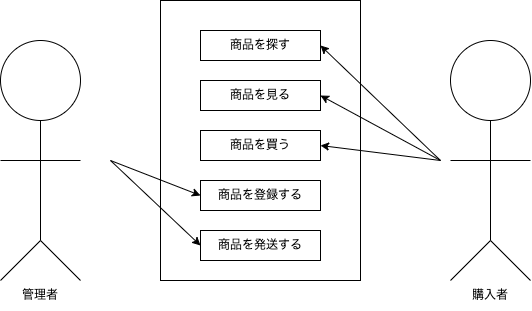 商品を探す
商品を見る
商品を買う
商品を登録する
商品を発送する
管理者
購入者